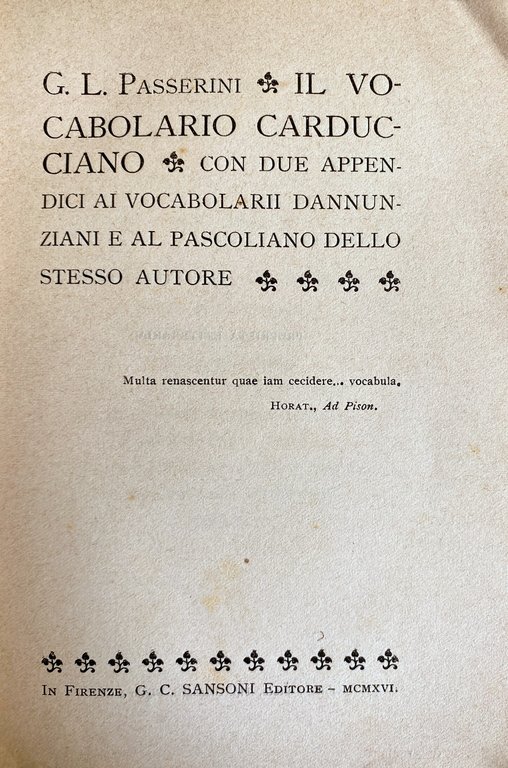 G. L. PASSERINI ❧ IL VO-
CABOLARIO CARDUC-
CIANO ❧ CON DUE APPEN-
DICI AI VOCABOLARII DANNUN-
ZIANI E AL PASCOLIANO DELLO
STESSO AUTORE ❧ ❧ ❧ ❧
Multa renascentur quae iam cecidere... vocabula.
HORAT., Ad Pison.
IN FIRENZE, G. C. SANSONI EDITORE – MCMXVI.